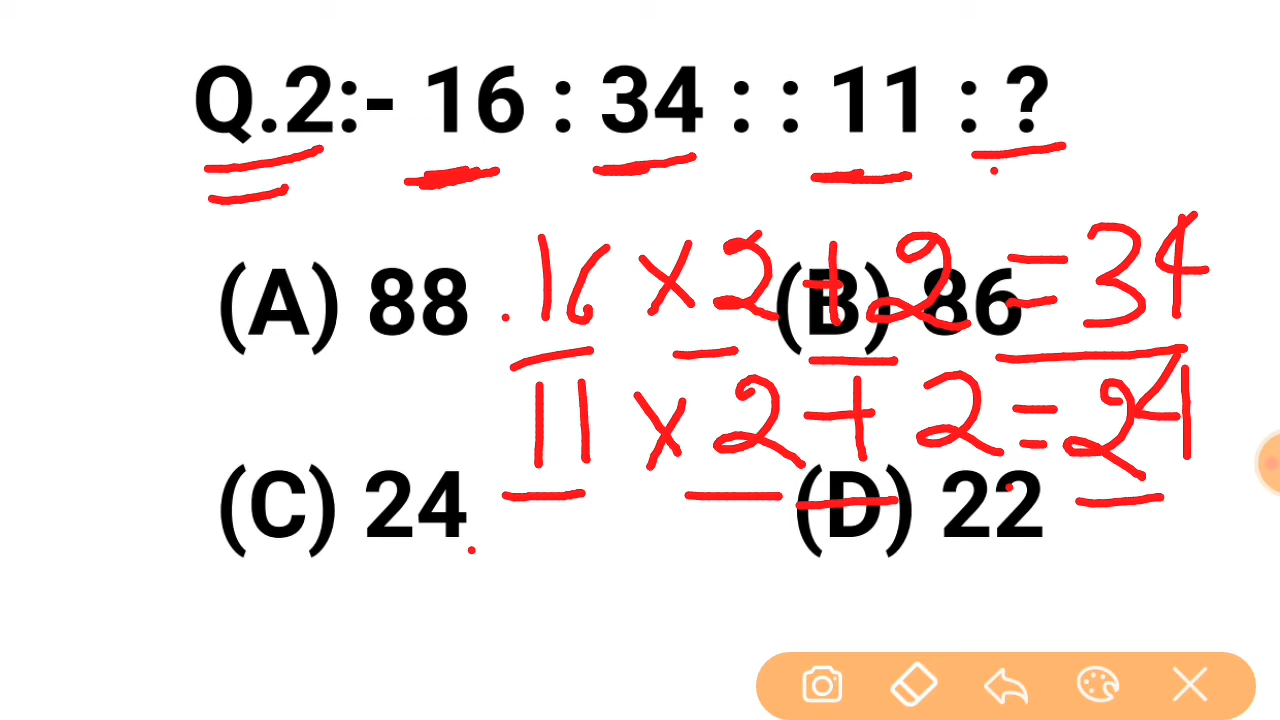 Q.2:- 16 : 34 : : 11 : ?
(A) 88 (B) 86
16 × 2 + 2 = 34
11 × 2 + 2 = 24
(C) 24 (D) 22